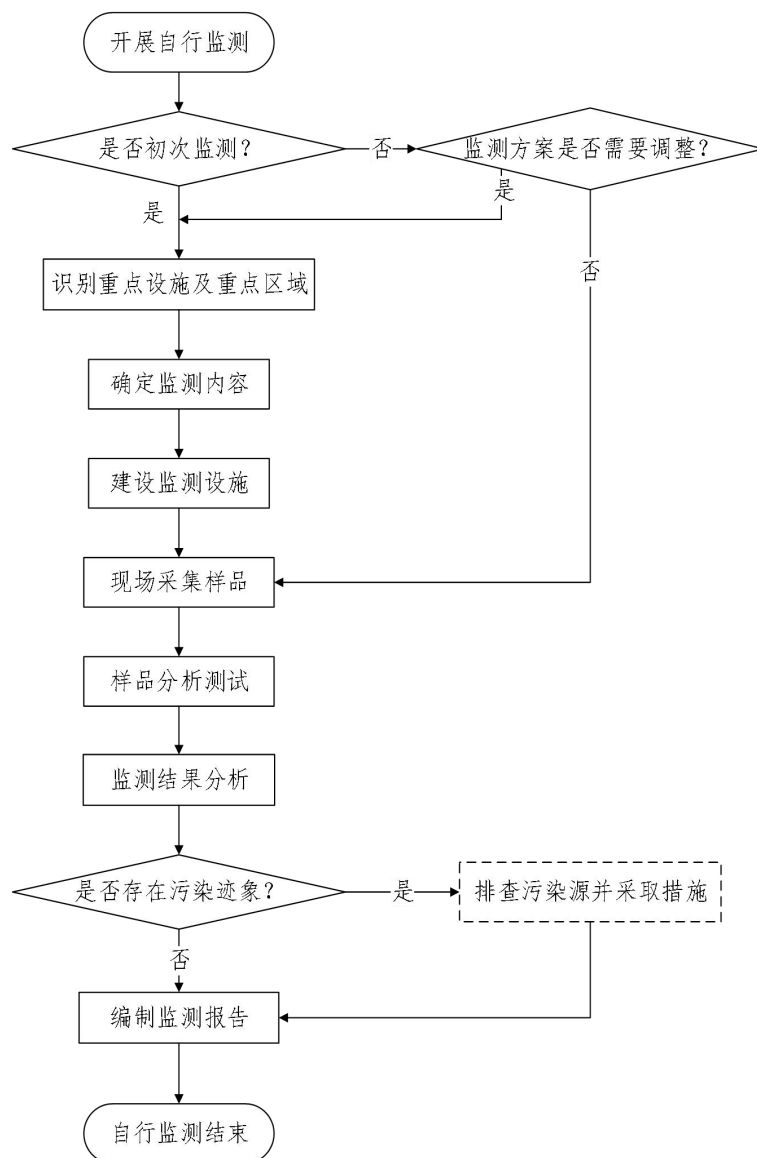 开展自行监测
是否初次监测？
否
监测方案是否需要调整？
是
是
识别重点设施及重点区域
否
确定监测内容
建设监测设施
现场采集样品
样品分析测试
监测结果分析
是否存在污染迹象？
是
排查污染源并采取措施
否
编制监测报告
自行监测结束